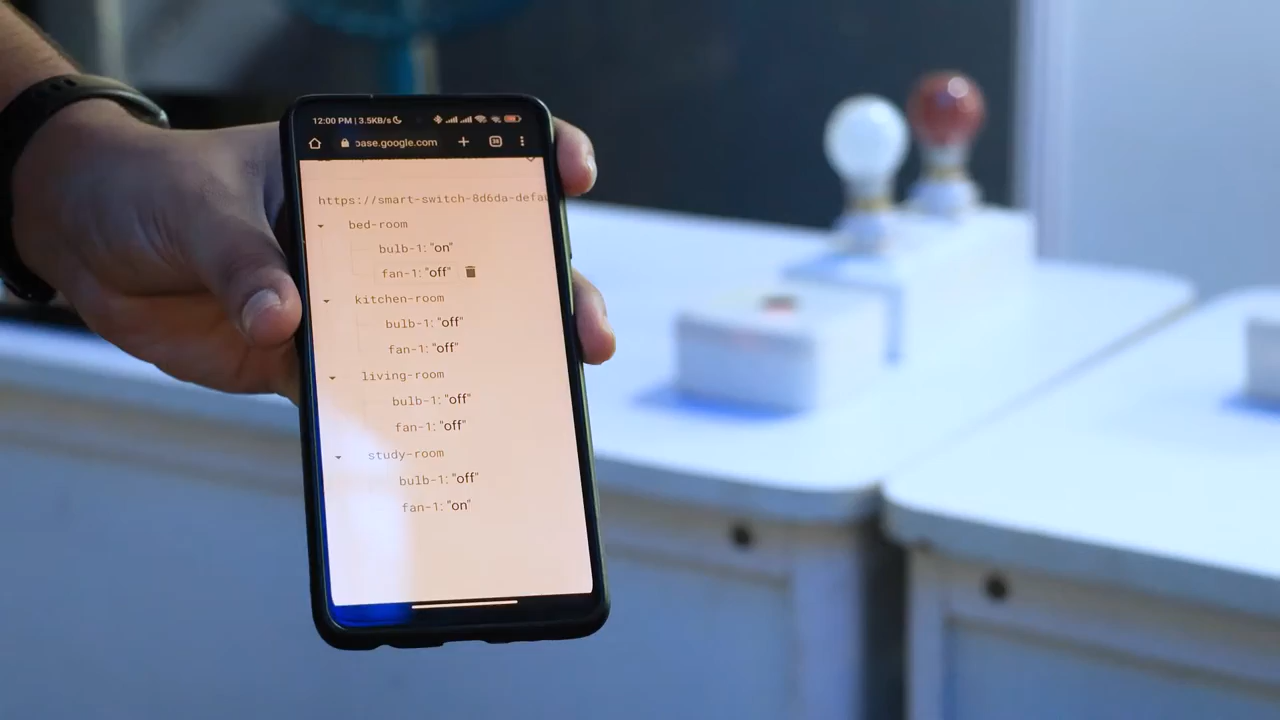 12:00 PM | 3.5KB/s
base.google.com
https://smart-switch-8d6da-defau
bed-room
bulb-1: "on"
fan-1: "off"
kitchen-room
bulb-1: "off"
fan-1: "off"
living-room
bulb-1: "off"
fan-1: "off"
study-room
bulb-1: "off"
fan-1: "on"